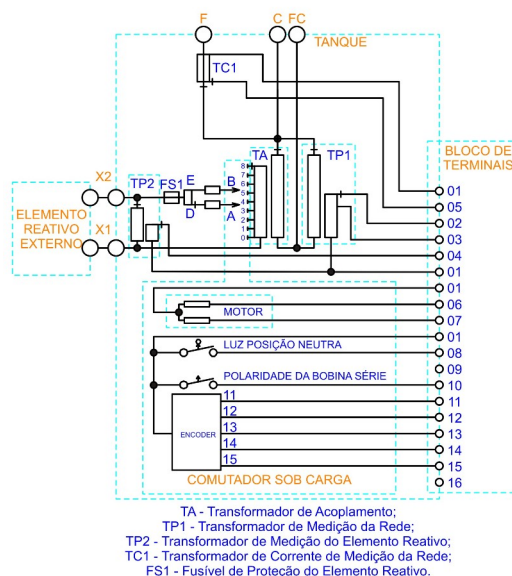 F
C
FC
TANQUE
TC1
BLOCO DE
TERMINAIS
X2
TP2
FS1
E
D
B
A
TA
8
7
6
5
4
3
2
1
0
TP1
ELEMENTO
REATIVO
EXTERNO
X1
01
05
02
03
04
01
01
MOTOR
06
07
01
LUZ POSIÇÃO NEUTRA
08
09
POLARIDADE DA BOBINA SÉRIE
10
11
11
12
12
ENCODER
13
13
14
14
15
15
COMUTADOR SOB CARGA
16
TA - Transformador de Acoplamento;
TP1 - Transformador de Medição da Rede;
TP2 - Transformador de Medição do Elemento Reativo;
TC1 - Transformador de Corrente de Medição da Rede;
FS1 - Fusível de Proteção do Elemento Reativo.